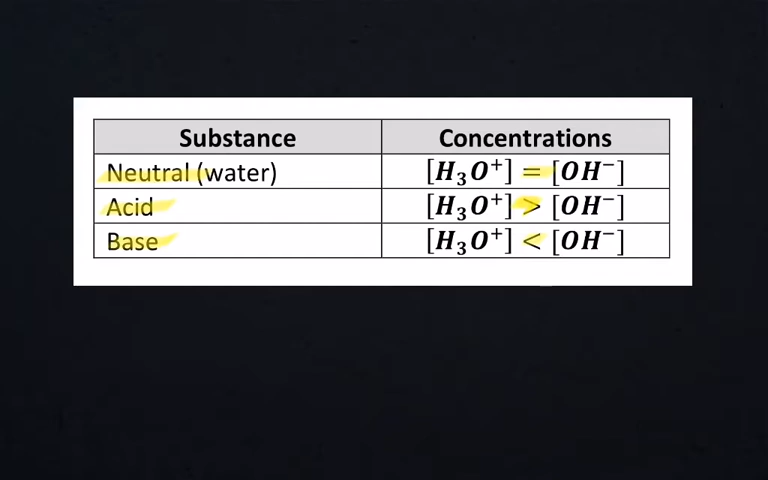 Substance Concentrations
Neutral (water) [H₃O⁺] = [OH⁻]
Acid [H₃O⁺] > [OH⁻]
Base [H₃O⁺] < [OH⁻]